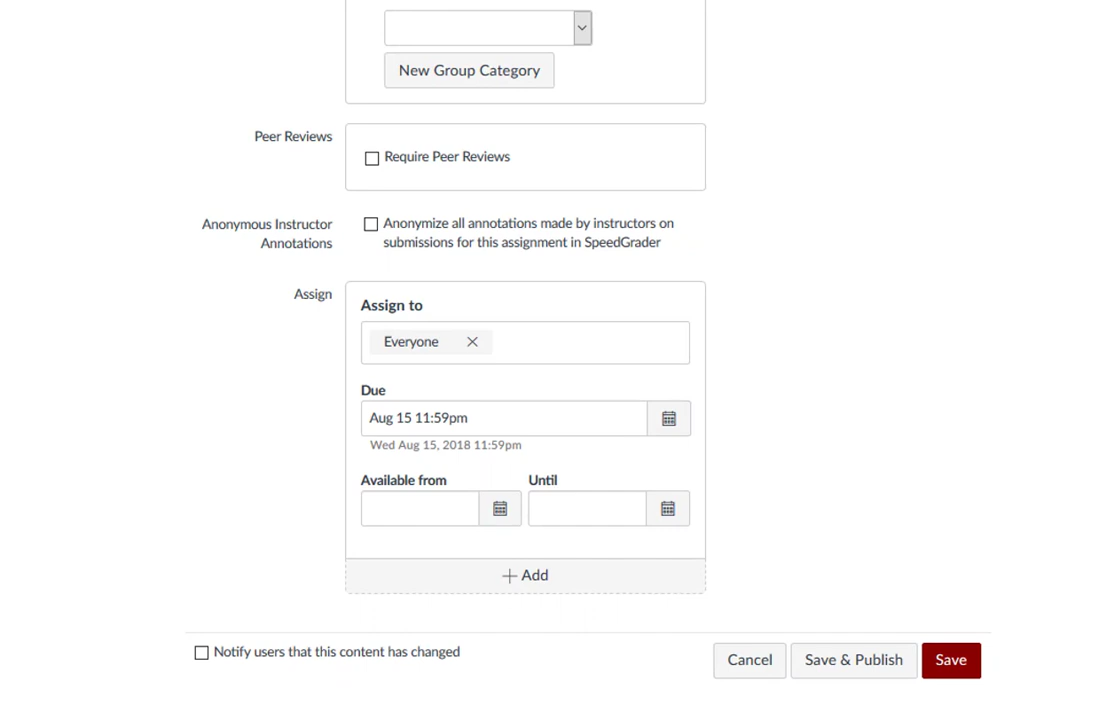 New Group Category
Peer Reviews
Require Peer Reviews
Anonymous Instructor
Annotations
Anonymize all annotations made by instructors on
submissions for this assignment in SpeedGrader
Assign
Assign to
Everyone
Due
Aug 15 11:59pm
Wed Aug 15, 2018 11:59pm
Available from
Until
Add
Notify users that this content has changed
Cancel
Save & Publish
Save